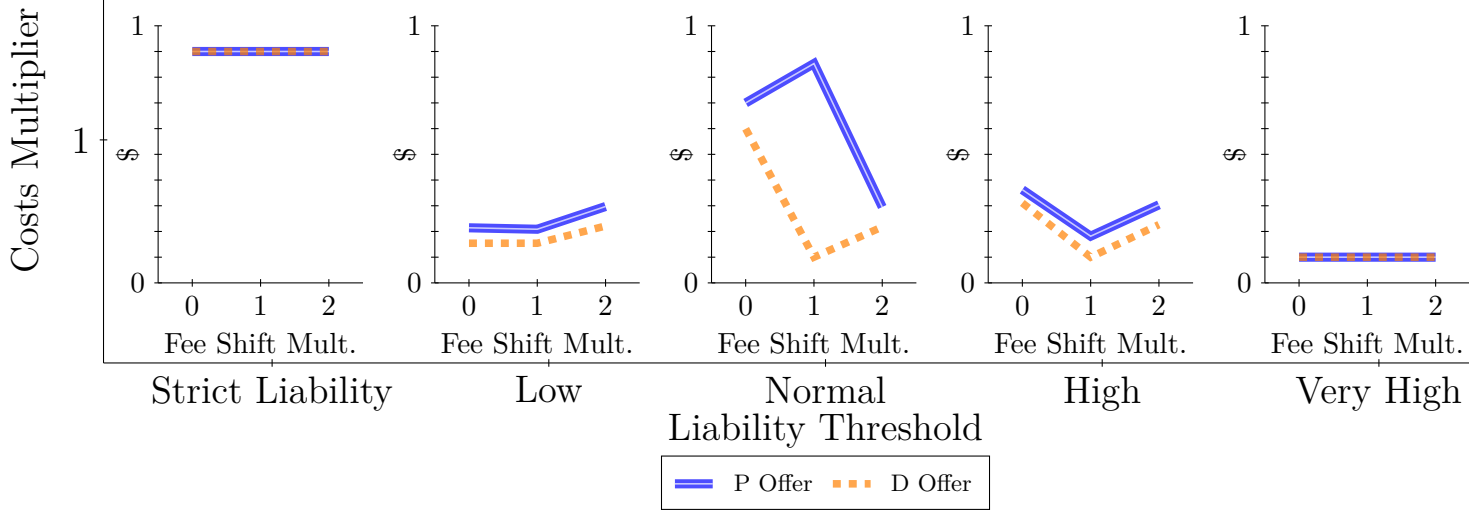 Costs Multiplier
1
1
$
0
0 1 2
Fee Shift Mult.
1
$
0
0 1 2
Fee Shift Mult.
1
$
0
0 1 2
Fee Shift Mult.
1
$
0
0 1 2
Fee Shift Mult.
1
$
0
0 1 2
Fee Shift Mult.
Strict Liability
Low
Normal
High
Very High
Liability Threshold
P Offer
D Offer